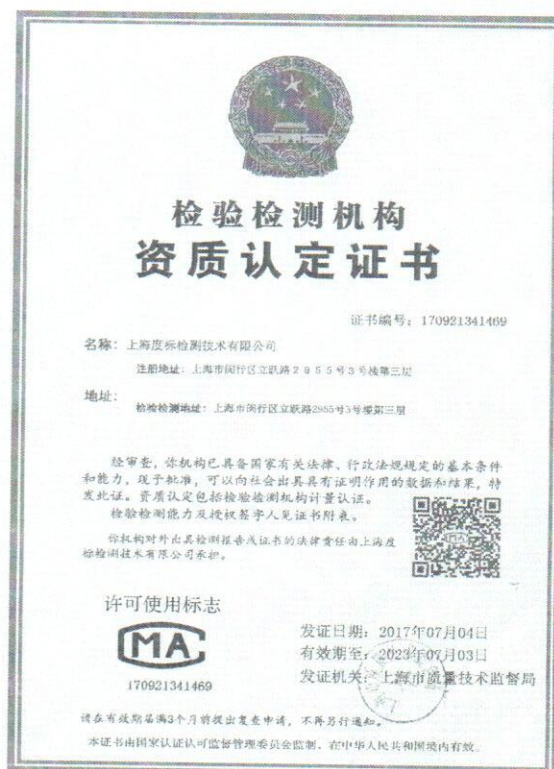 检验检测机构
资质认定证书
证书编号：170921341469
名称：上海度标检测技术有限公司
注册地址：上海市闵行区立跃路2955号3号楼第三层
地址：
检验检测地址：上海市闵行区立跃路2955号3号楼第三层
经审查，你机构已具备国家有关法律、行政法规规定的基本条件
和能力，现予批准，可以向社会出具具有证明作用的数据和结果，特
发此证。资质认定包括检验检测机构计量认证。
检验检测能力及授权签字人见证书附表。
你机构对外出具检测报告或证书的法律责任由上海度
标检测技术有限公司承担。
许可使用标志
MA
170921341469
发证日期：2017年07月04日
有效期至：2023年07月03日
发证机关：上海市质量技术监督局
请在有效期届满3个月前提出复查申请，不再另行通知。
本证书由国家认证认可监督管理委员会监制，在中华人民共和国境内有效。